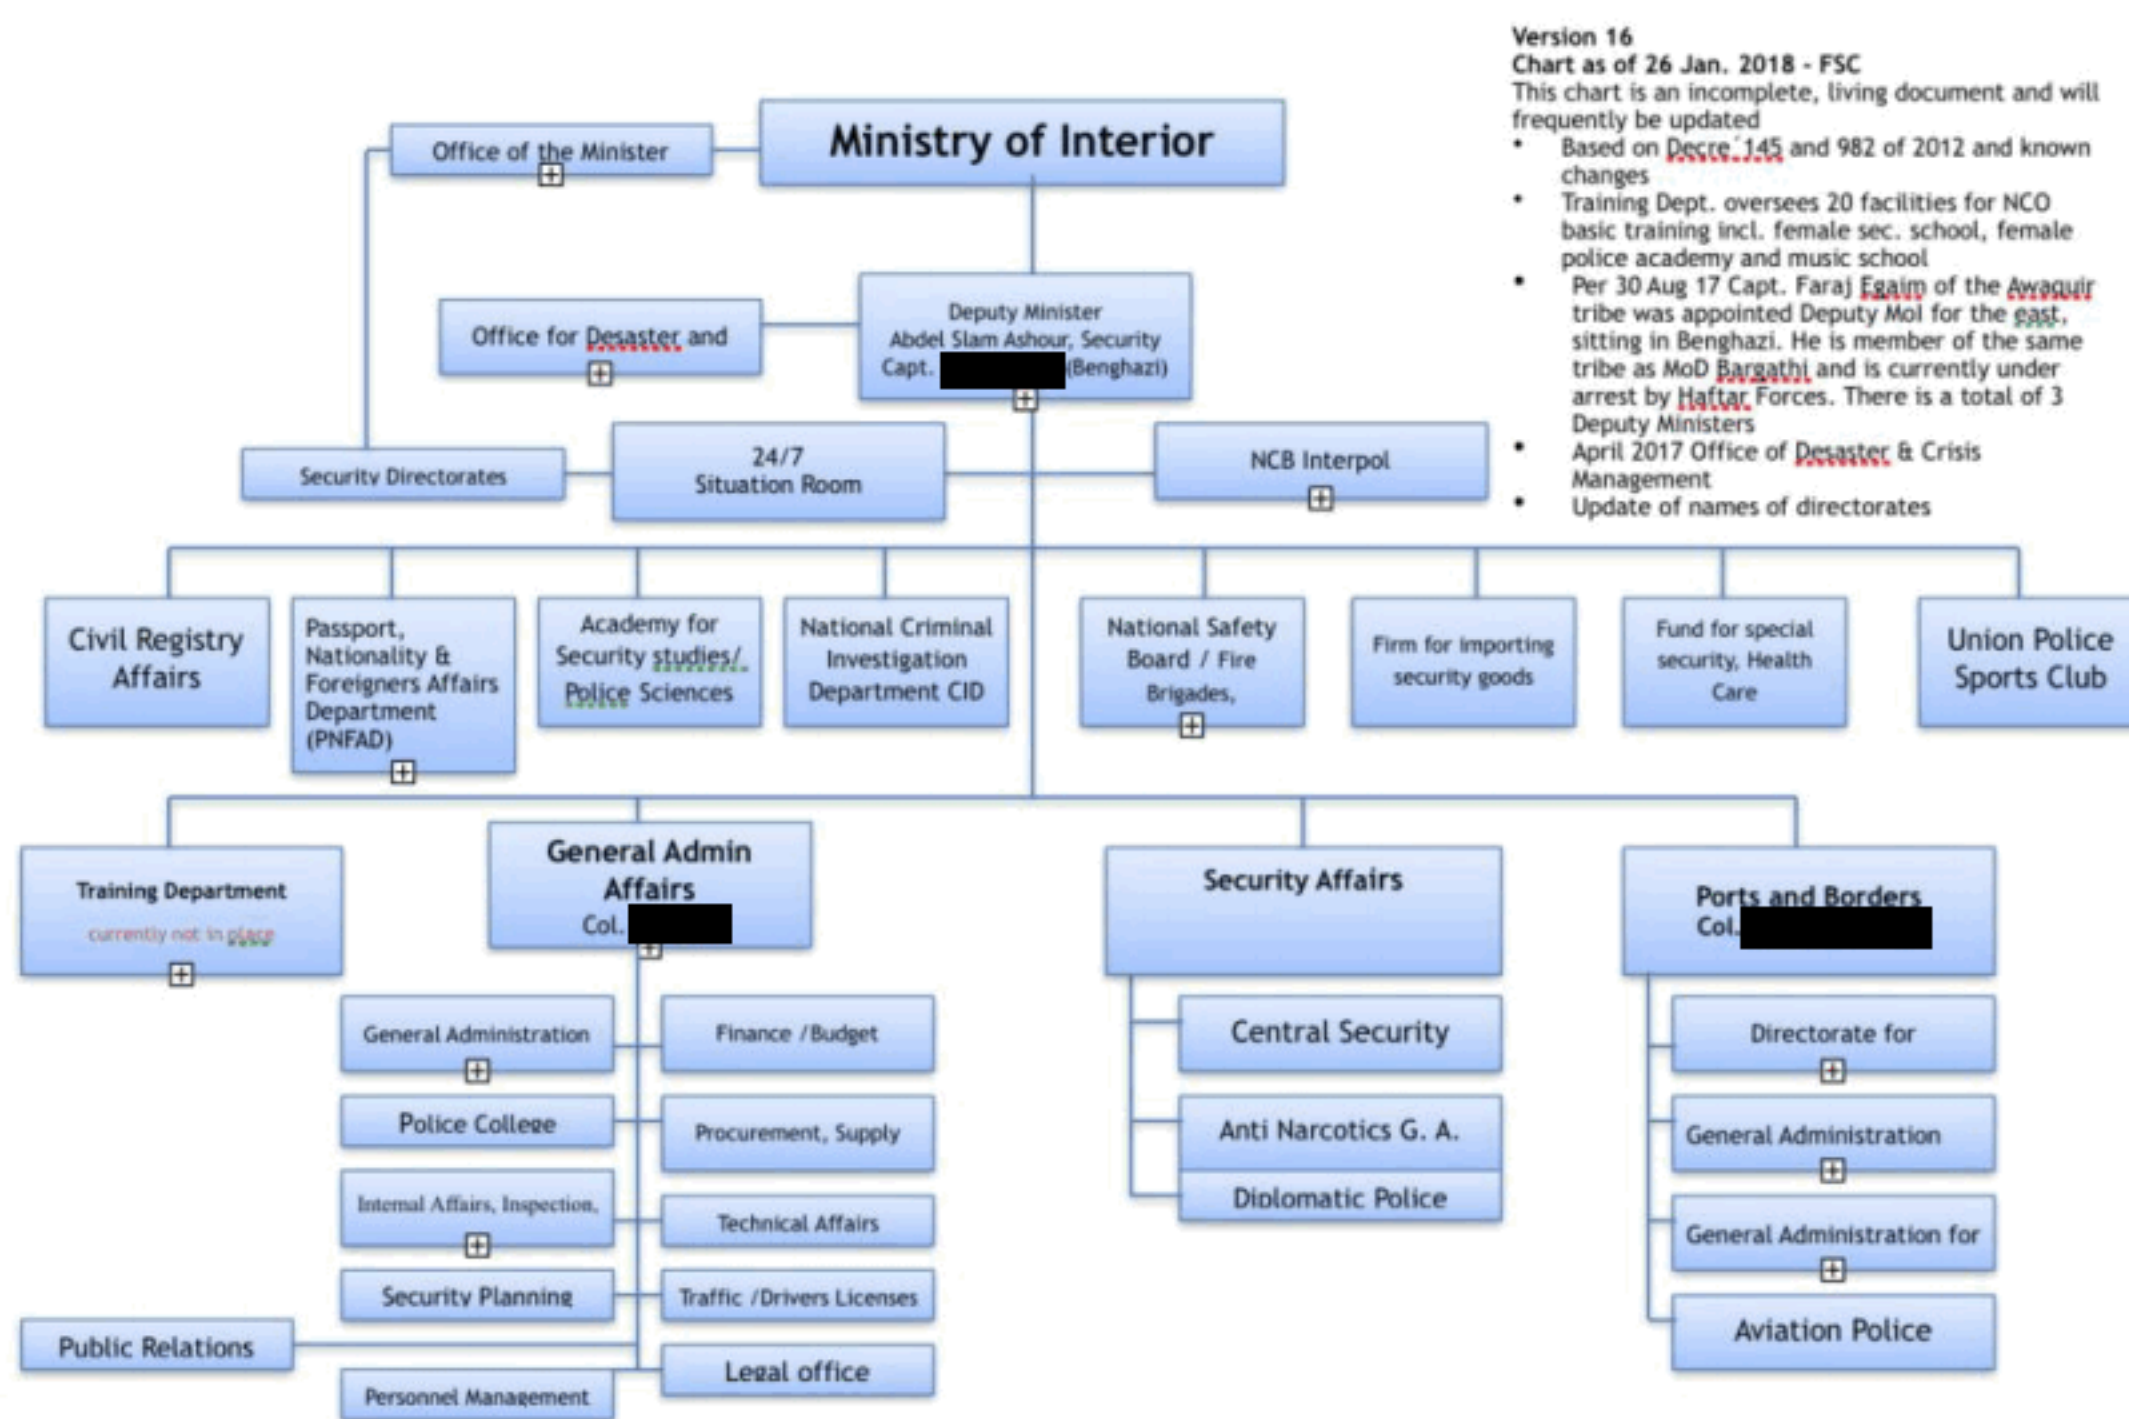 Version 16
Chart as of 26 Jan. 2018 - FSC
This chart is an incomplete, living document and will
frequently be updated
• Based on Decre´145 and 982 of 2012 and known
changes
• Training Dept. oversees 20 facilities for NCO
basic training incl. female sec. school, female
police academy and music school
• Per 30 Aug 17 Capt. Faraj Egaim of the Awaquir
tribe was appointed Deputy MoI for the east,
sitting in Benghazi. He is member of the same
tribe as MoD Bargathi and is currently under
arrest by Haftar Forces. There is a total of 3
Deputy Ministers
• April 2017 Office of Desaster & Crisis
Management
• Update of names of directorates
Ministry of Interior
Office of the Minister
Deputy Minister
Abdel Slam Ashour, Security
Capt. (Benghazi)
Office for Desaster and
Security Directorates
24/7
Situation Room
NCB Interpol
Civil Registry
Affairs
Passport,
Nationality &
Foreigners Affairs
Department
(PNFAD)
Academy for
Security studies/
Police Sciences
National Criminal
Investigation
Department CID
National Safety
Board / Fire
Brigades,
Firm for importing
security goods
Fund for special
security, Health
Care
Union Police
Sports Club
Training Department
currently not in place
General Admin
Affairs
Col.
Security Affairs
Ports and Borders
Col.
General Administration
Finance /Budget
Police College
Procurement, Supply
Internal Affairs, Inspection,
Technical Affairs
Security Planning
Traffic /Drivers Licenses
Public Relations
Legal office
Personnel Management
Central Security
Anti Narcotics G. A.
Diplomatic Police
Directorate for
General Administration
General Administration for
Aviation Police